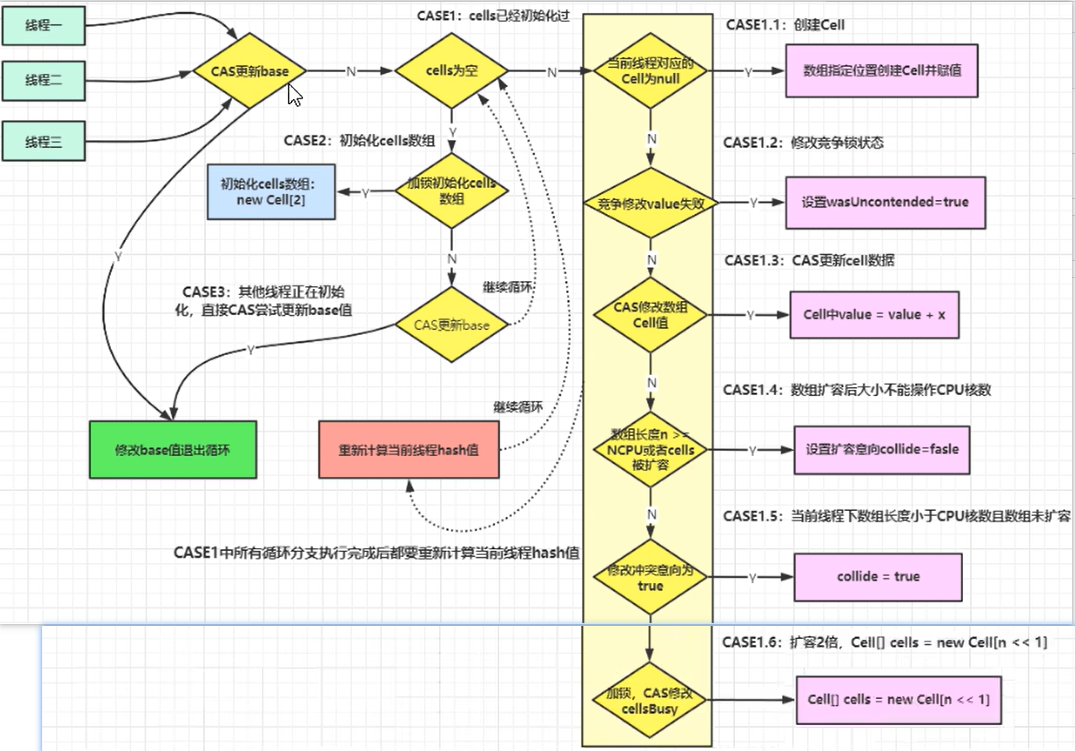 线程一
线程二
线程三
CAS更新base
N
Y
CASE1：cells已经初始化过
cells为空
N
Y
CASE2：初始化cells数组
加锁初始化cells
数组
Y
初始化cells数组：
new Cell[2]
N
CASE3：其他线程正在初始
化，直接CAS尝试更新base值
CAS更新base
Y
继续循环
修改base值退出循环
重新计算当前线程hash值
继续循环
CASE1中所有循环分支执行完成后都要重新计算当前线程hash值
当前线程对应的
Cell为null
Y
CASE1.1：创建Cell
数组指定位置创建Cell并赋值
N
竞争修改value失败
Y
CASE1.2：修改竞争锁状态
设置wasUncontended=true
N
CAS修改数组
Cell值
Y
CASE1.3：CAS更新cell数据
Cell中value = value + x
N
数组长度n >=
NCPU或者cells
被扩容
Y
CASE1.4：数组扩容后大小不能操作CPU核数
设置扩容意向collide=fasle
N
修改冲突意向为
true
Y
CASE1.5：当前线程下数组长度小于CPU核数且数组未扩容
collide = true
加锁，CAS修改
cellsBusy
CASE1.6：扩容2倍，Cell[] cells = new Cell[n << 1]
Cell[] cells = new Cell[n << 1]